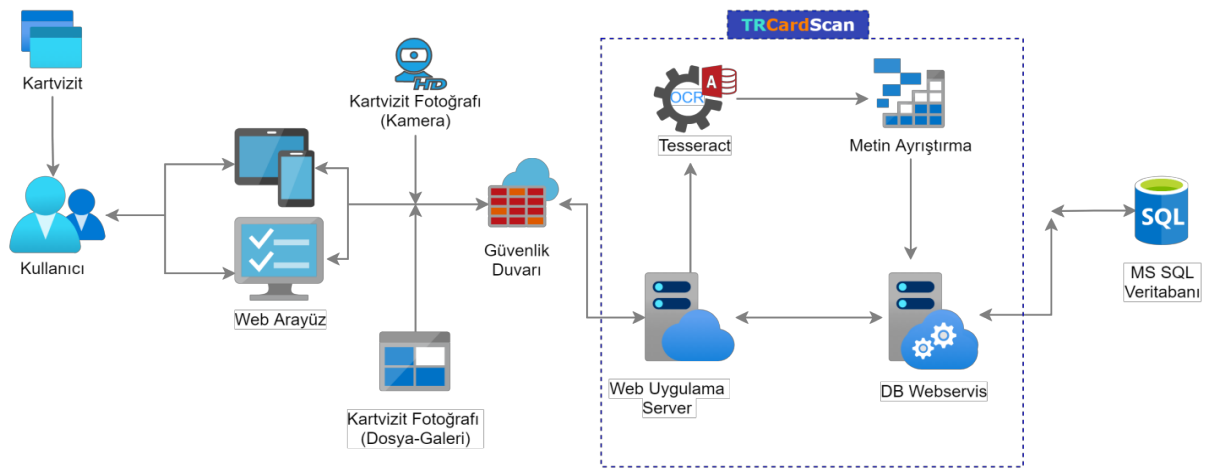 TRCardScan
Kartvizit
HD
Kartvizit Fotoğrafı
(Kamera)
A
OCR
Tesseract
Metin Ayrıştırma
SQL
Kullanıcı
Güvenlik
Duvarı
MS SQL
Veritabanı
Web Arayüz
Web Uygulama
Server
DB Webservis
Kartvizit Fotoğrafı
(Dosya-Galeri)